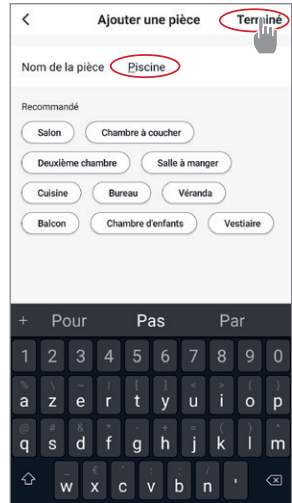 < Ajouter une pièce Terminé
Nom de la pièce Piscine
Recommandé
Salon Chambre à coucher
Deuxième chambre Salle à manger
Cuisine Bureau Véranda
Balcon Chambre d'enfants Vestiaire
+ Pour Pas Par
1 2 3 4 5 6 7 8 9 0
a z e r t y u i o p
q s d f g h j k l m
w x c v b n '